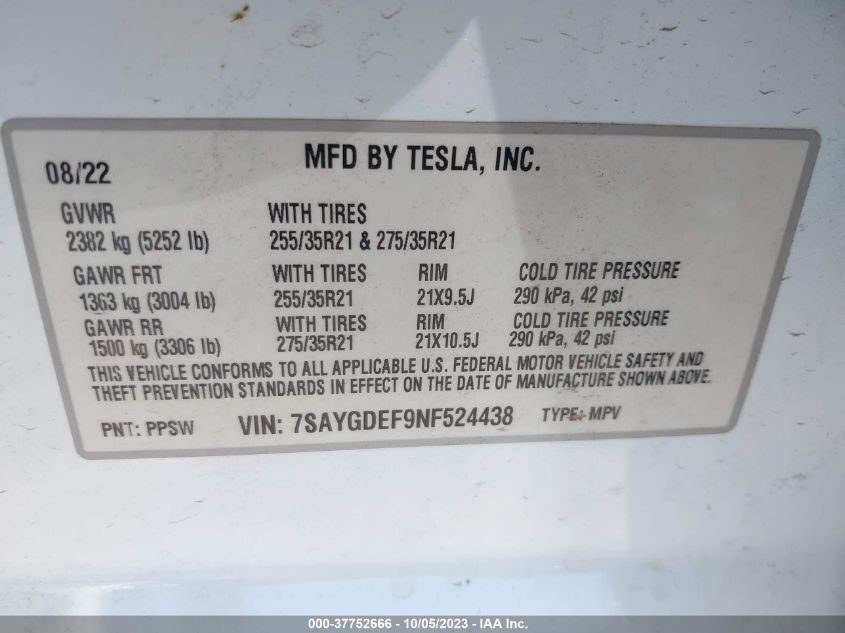 08/22 MFD BY TESLA, INC.
GVWR WITH TIRES
2382 kg (5252 lb) 255/35R21 & 275/35R21
GAWR FRT WITH TIRES RIM COLD TIRE PRESSURE
1363 kg (3004 lb) 255/35R21 21X9.5J 290 kPa, 42 psi
GAWR RR WITH TIRES RIM COLD TIRE PRESSURE
1500 kg (3306 lb) 275/35R21 21X10.5J 290 kPa, 42 psi
THIS VEHICLE CONFORMS TO ALL APPLICABLE U.S. FEDERAL MOTOR VEHICLE SAFETY AND
THEFT PREVENTION STANDARDS IN EFFECT ON THE DATE OF MANUFACTURE SHOWN ABOVE.
PNT: PPSW VIN: 7SAYGDEF9NF524438 TYPE: MPV
000-37752666 - 10/05/2023 - IAA Inc.